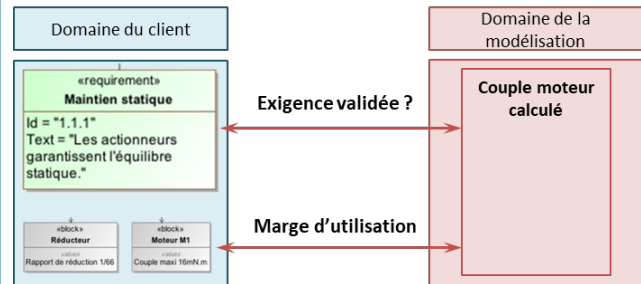 Domaine du client
Domaine de la
modélisation
«requirement»
Maintien statique
Id = "1.1.1"
Text = "Les actionneurs
garantissent l'équilibre
statique."
Exigence validée ?
Couple moteur
calculé
«block»
Réducteur
values
Rapport de réduction 1/66
«block»
Moteur M1
values
Couple maxi 16mN.m
Marge d’utilisation